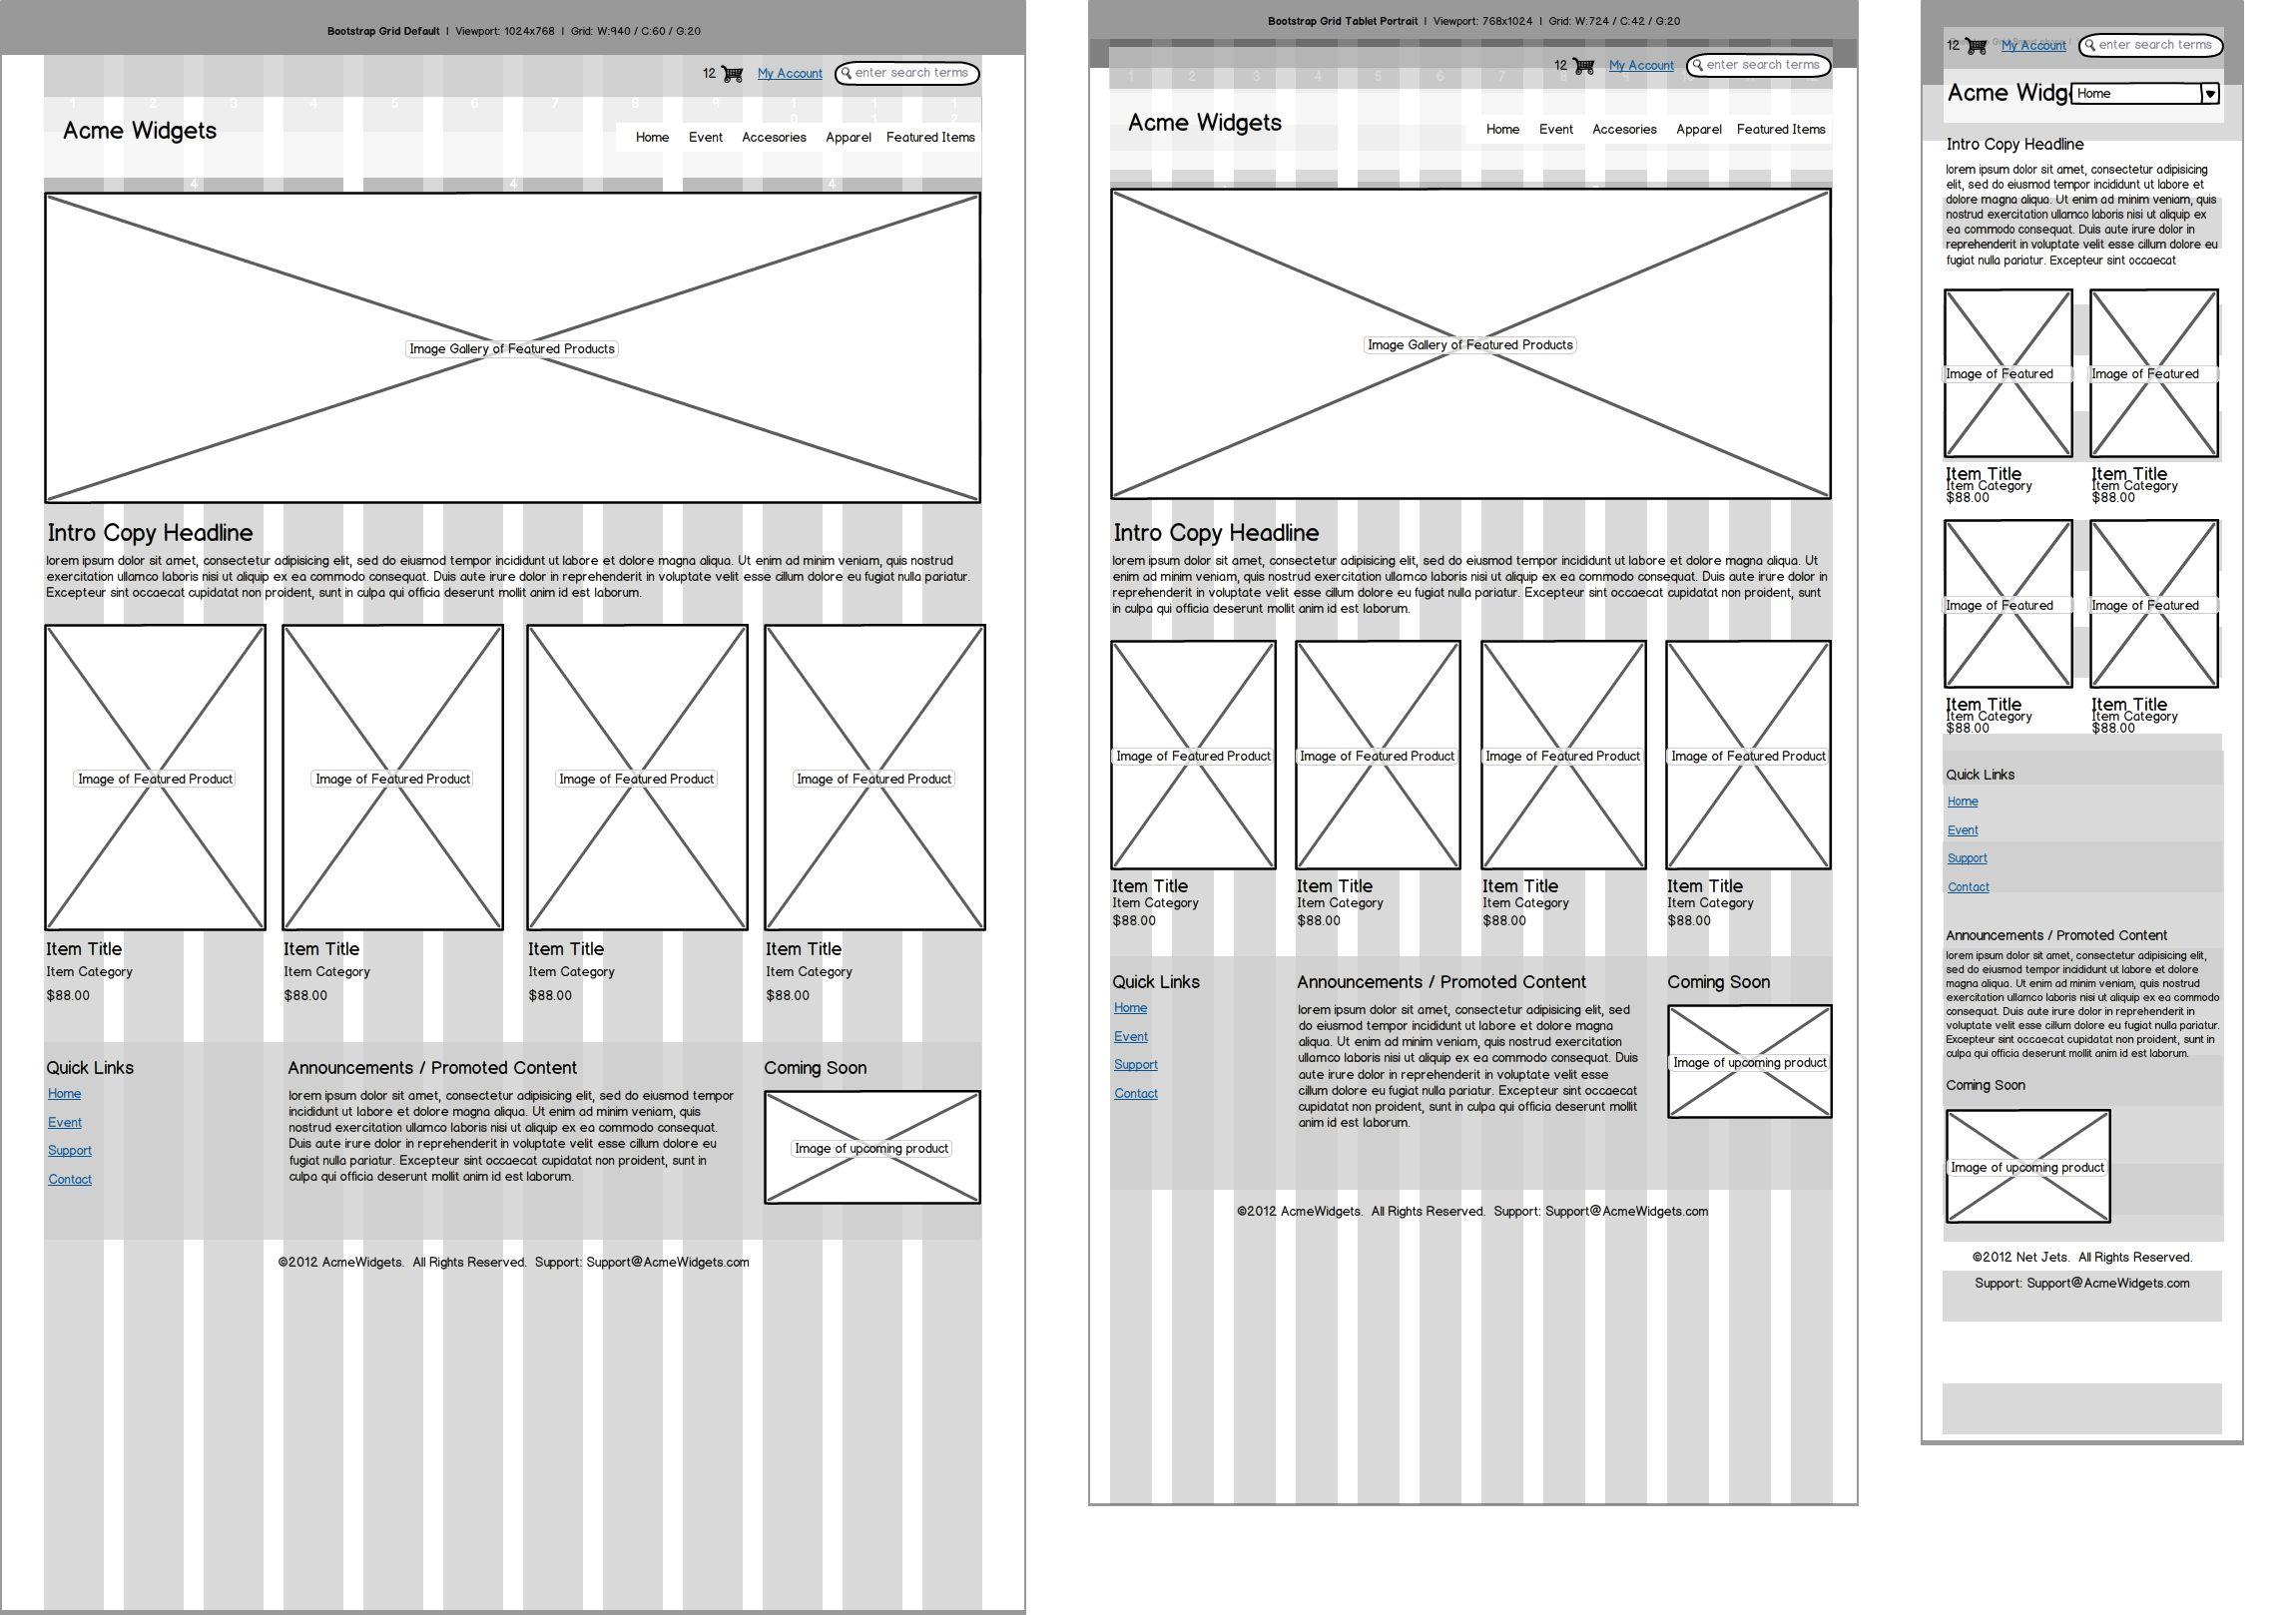 Bootstrap Grid Default | Viewport: 1024x768 | Grid: W:940 / C:60 / G:20
12 My Account enter search terms
1 2 3 4 5 6 7 8 9 10 11 12
Acme Widgets
Home Event Accesories Apparel Featured Items
4 4 4
Image Gallery of Featured Products
Intro Copy Headline
lorem ipsum dolor sit amet, consectetur adipisicing elit, sed do eiusmod tempor incididunt ut labore et dolore magna aliqua. Ut enim ad minim veniam, quis nostrud
exercitation ullamco laboris nisi ut aliquip ex ea commodo consequat. Duis aute irure dolor in reprehenderit in voluptate velit esse cillum dolore eu fugiat nulla pariatur.
Excepteur sint occaecat cupidatat non proident, sunt in culpa qui officia deserunt mollit anim id est laborum.
Image of Featured Product Image of Featured Product Image of Featured Product Image of Featured Product
Item Title Item Title Item Title Item Title
Item Category Item Category Item Category Item Category
$88.00 $88.00 $88.00 $88.00
Quick Links
Home
Event
Support
Contact
Announcements / Promoted Content
lorem ipsum dolor sit amet, consectetur adipisicing elit, sed do eiusmod tempor
incididunt ut labore et dolore magna aliqua. Ut enim ad minim veniam, quis
nostrud exercitation ullamco laboris nisi ut aliquip ex ea commodo consequat.
Duis aute irure dolor in reprehenderit in voluptate velit esse cillum dolore eu
fugiat nulla pariatur. Excepteur sint occaecat cupidatat non proident, sunt in
culpa qui officia deserunt mollit anim id est laborum.
Coming Soon
Image of upcoming product
©2012 AcmeWidgets. All Rights Reserved. Support: Support@AcmeWidgets.com
Bootstrap Grid Tablet Portrait | Viewport: 768x1024 | Grid: W:724 / C:42 / G:20
12 My Account enter search terms
1 2 3 4 5 6 7 8 9
Acme Widgets
Home Event Accesories Apparel Featured Items
Image Gallery of Featured Products
Intro Copy Headline
lorem ipsum dolor sit amet, consectetur adipisicing elit, sed do eiusmod tempor incididunt ut labore et dolore magna aliqua. Ut
enim ad minim veniam, quis nostrud exercitation ullamco laboris nisi ut aliquip ex ea commodo consequat. Duis aute irure dolor in
reprehenderit in voluptate velit esse cillum dolore eu fugiat nulla pariatur. Excepteur sint occaecat cupidatat non proident, sunt
in culpa qui officia deserunt mollit anim id est laborum.
Image of Featured Product Image of Featured Product Image of Featured Product Image of Featured Product
Item Title Item Title Item Title Item Title
Item Category Item Category Item Category Item Category
$88.00 $88.00 $88.00 $88.00
Quick Links
Home
Event
Support
Contact
Announcements / Promoted Content
lorem ipsum dolor sit amet, consectetur adipisicing elit, sed
do eiusmod tempor incididunt ut labore et dolore magna
aliqua. Ut enim ad minim veniam, quis nostrud exercitation
ullamco laboris nisi ut aliquip ex ea commodo consequat. Duis
aute irure dolor in reprehenderit in voluptate velit esse
cillum dolore eu fugiat nulla pariatur. Excepteur sint occaecat
cupidatat non proident, sunt in culpa qui officia deserunt mollit
anim id est laborum.
Coming Soon
Image of upcoming product
©2012 AcmeWidgets. All Rights Reserved. Support: Support@AcmeWidgets.com
12 My Account enter search terms
Acme Widg Home
Intro Copy Headline
lorem ipsum dolor sit amet, consectetur adipisicing
elit, sed do eiusmod tempor incididunt ut labore et
dolore magna aliqua. Ut enim ad minim veniam, quis
nostrud exercitation ullamco laboris nisi ut aliquip ex
ea commodo consequat. Duis aute irure dolor in
reprehenderit in voluptate velit esse cillum dolore eu
fugiat nulla pariatur. Excepteur sint occaecat
Image of Featured Image of Featured
Item Title Item Title
Item Category Item Category
$88.00 $88.00
Image of Featured Image of Featured
Item Title Item Title
Item Category Item Category
$88.00 $88.00
Quick Links
Home
Event
Support
Contact
Announcements / Promoted Content
lorem ipsum dolor sit amet, consectetur adipisicing elit,
sed do eiusmod tempor incididunt ut labore et dolore
magna aliqua. Ut enim ad minim veniam, quis nostrud
exercitation ullamco laboris nisi ut aliquip ex ea commodo
consequat. Duis aute irure dolor in reprehenderit in
voluptate velit esse cillum dolore eu fugiat nulla pariatur.
Excepteur sint occaecat cupidatat non proident, sunt in
culpa qui officia deserunt mollit anim id est laborum.
Coming Soon
Image of upcoming product
©2012 Net Jets. All Rights Reserved.
Support: Support@AcmeWidgets.com